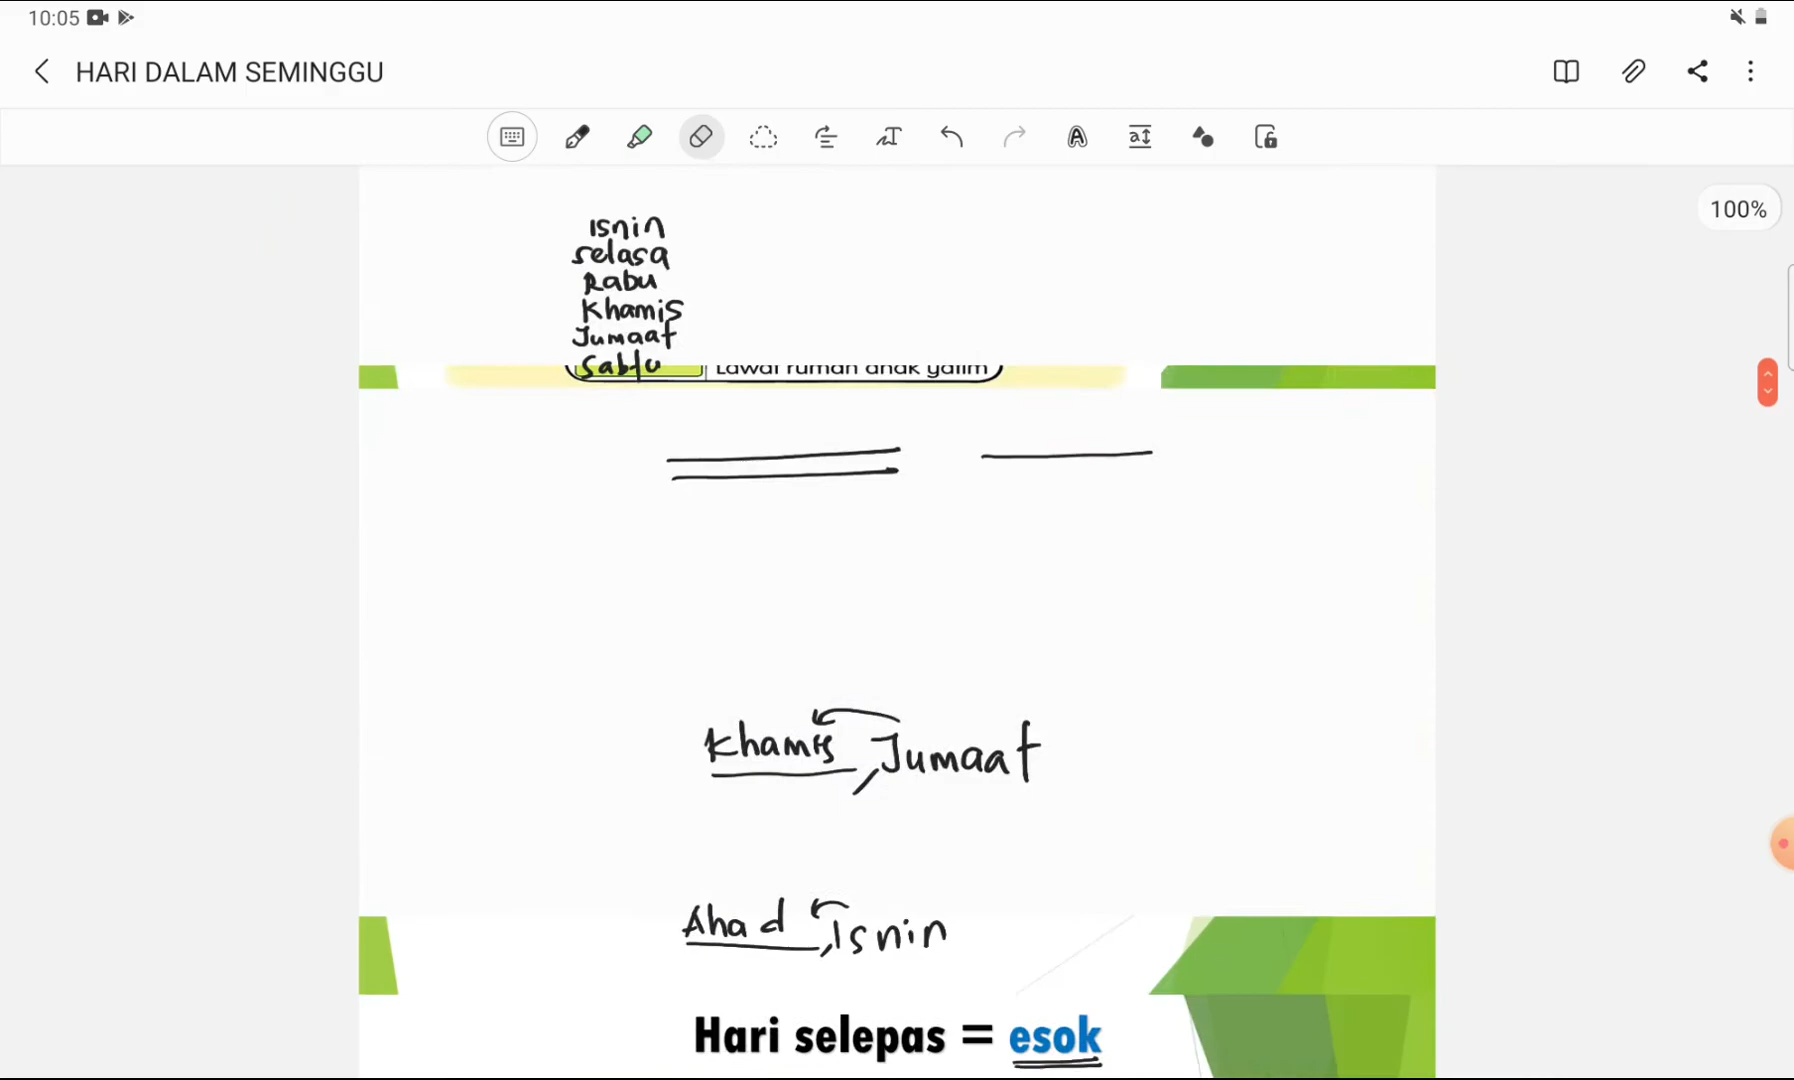 10:05
HARI DALAM SEMINGGU
100%
Isnin
Selasa
Rabu
Khamis
Jumaat
Sabtu
Lawat rumah anak yatim
Khamis, Jumaat
Ahad, Isnin
Hari selepas = esok